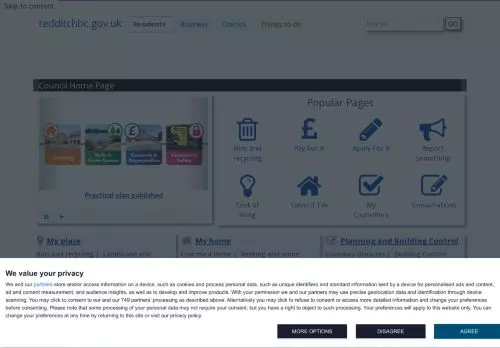 Skip to content
redditchbc.gov.uk
Residents
Business
Council
Things to do
Search
GO
Council Home Page
Practical plan published
Popular Pages
Bins and recycling
Pay For It
Apply For It
Report Something
Cost of living
Council Tax
My Councillors
Consultations
My place
Bins and recycling | Landscape and
My home
Find me a home | Renting and home
Planning and Building Control
Boundary disputes | Building Control
We value your privacy
We and our partners store and/or access information on a device, such as cookies and process personal data, such as unique identifiers and standard information sent by a device for personalised ads and content,
ad and content measurement, and audience insights, as well as to develop and improve products. With your permission we and our partners may use precise geolocation data and identification through device
scanning. You may click to consent to our and our 749 partners' processing as described above. Alternatively you may click to refuse to consent or access more detailed information and change your preferences
before consenting. Please note that some processing of your personal data may not require your consent, but you have a right to object to such processing. Your preferences will apply to this website only. You can
change your preferences at any time by returning to this site or visit our privacy policy.
MORE OPTIONS
DISAGREE
AGREE